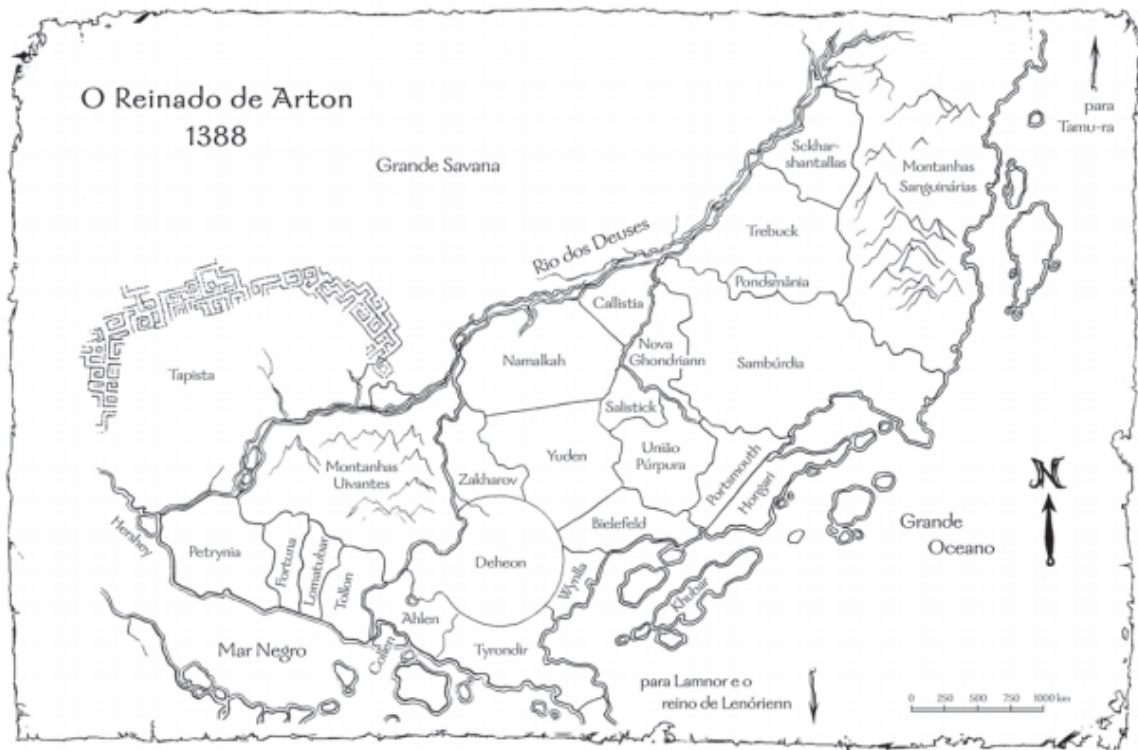 O Reinado de Arton
1388
para
Tamu-ra
Grande Savana
Sckhar-
shantallas
Montanhas
Sanguinárias
Trebuck
Rio dos Deuses
Pondsmânia
Callistia
Nova
Ghondriann
Sambúrdia
Namalkah
Tapista
Salistick
União
Púrpura
Yuden
Montanhas
Uivantes
Zakharov
Portsmouth
Hongari
N
Bielefeld
Grande
Oceano
Hershey
Petrynia
Fortuna
Lomatubar
Tollon
Deheon
Wynlla
Khubar
Ahlen
Collen
Tyrondir
Mar Negro
para Lamnor e o
reino de Lenórienn
0 250 500 750 1000 km